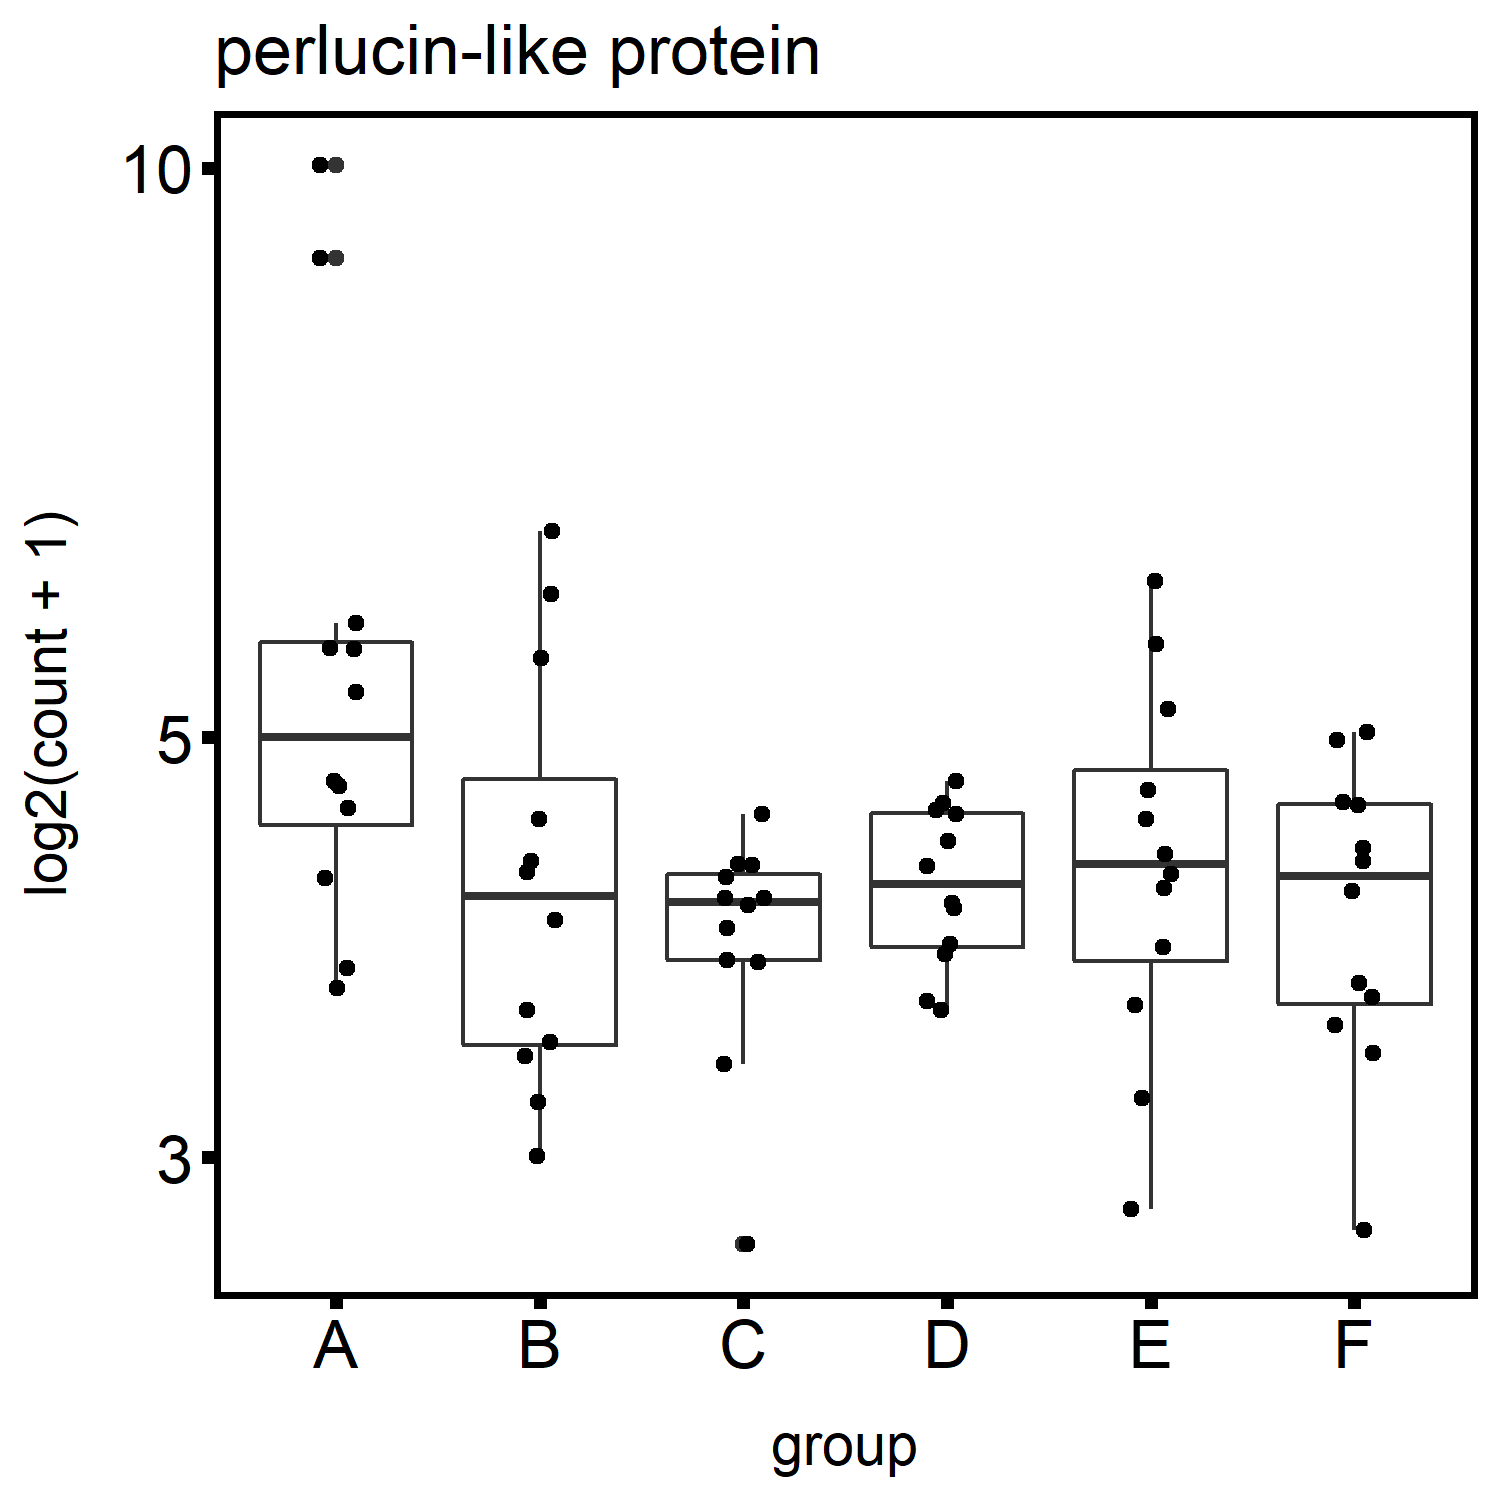 perlucin-like protein
10
5
3
log2(count + 1)
A B C D E F
group